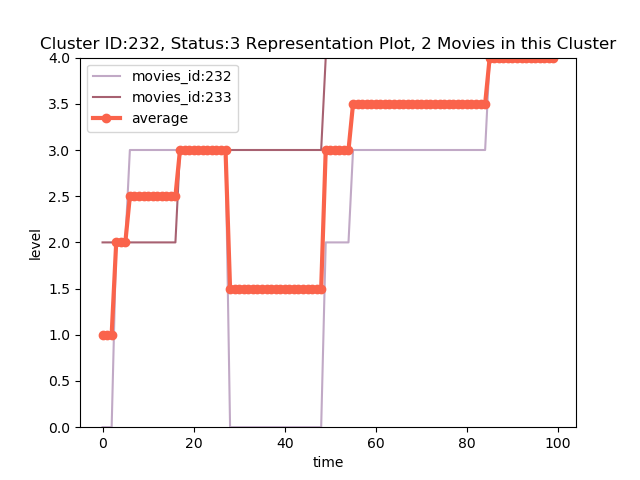 Cluster ID:232, Status:3 Representation Plot, 2 Movies in this Cluster
movies_id:232
movies_id:233
average
4.0
3.5
3.0
2.5
2.0
1.5
1.0
0.5
0.0
level
0 20 40 60 80 100
time